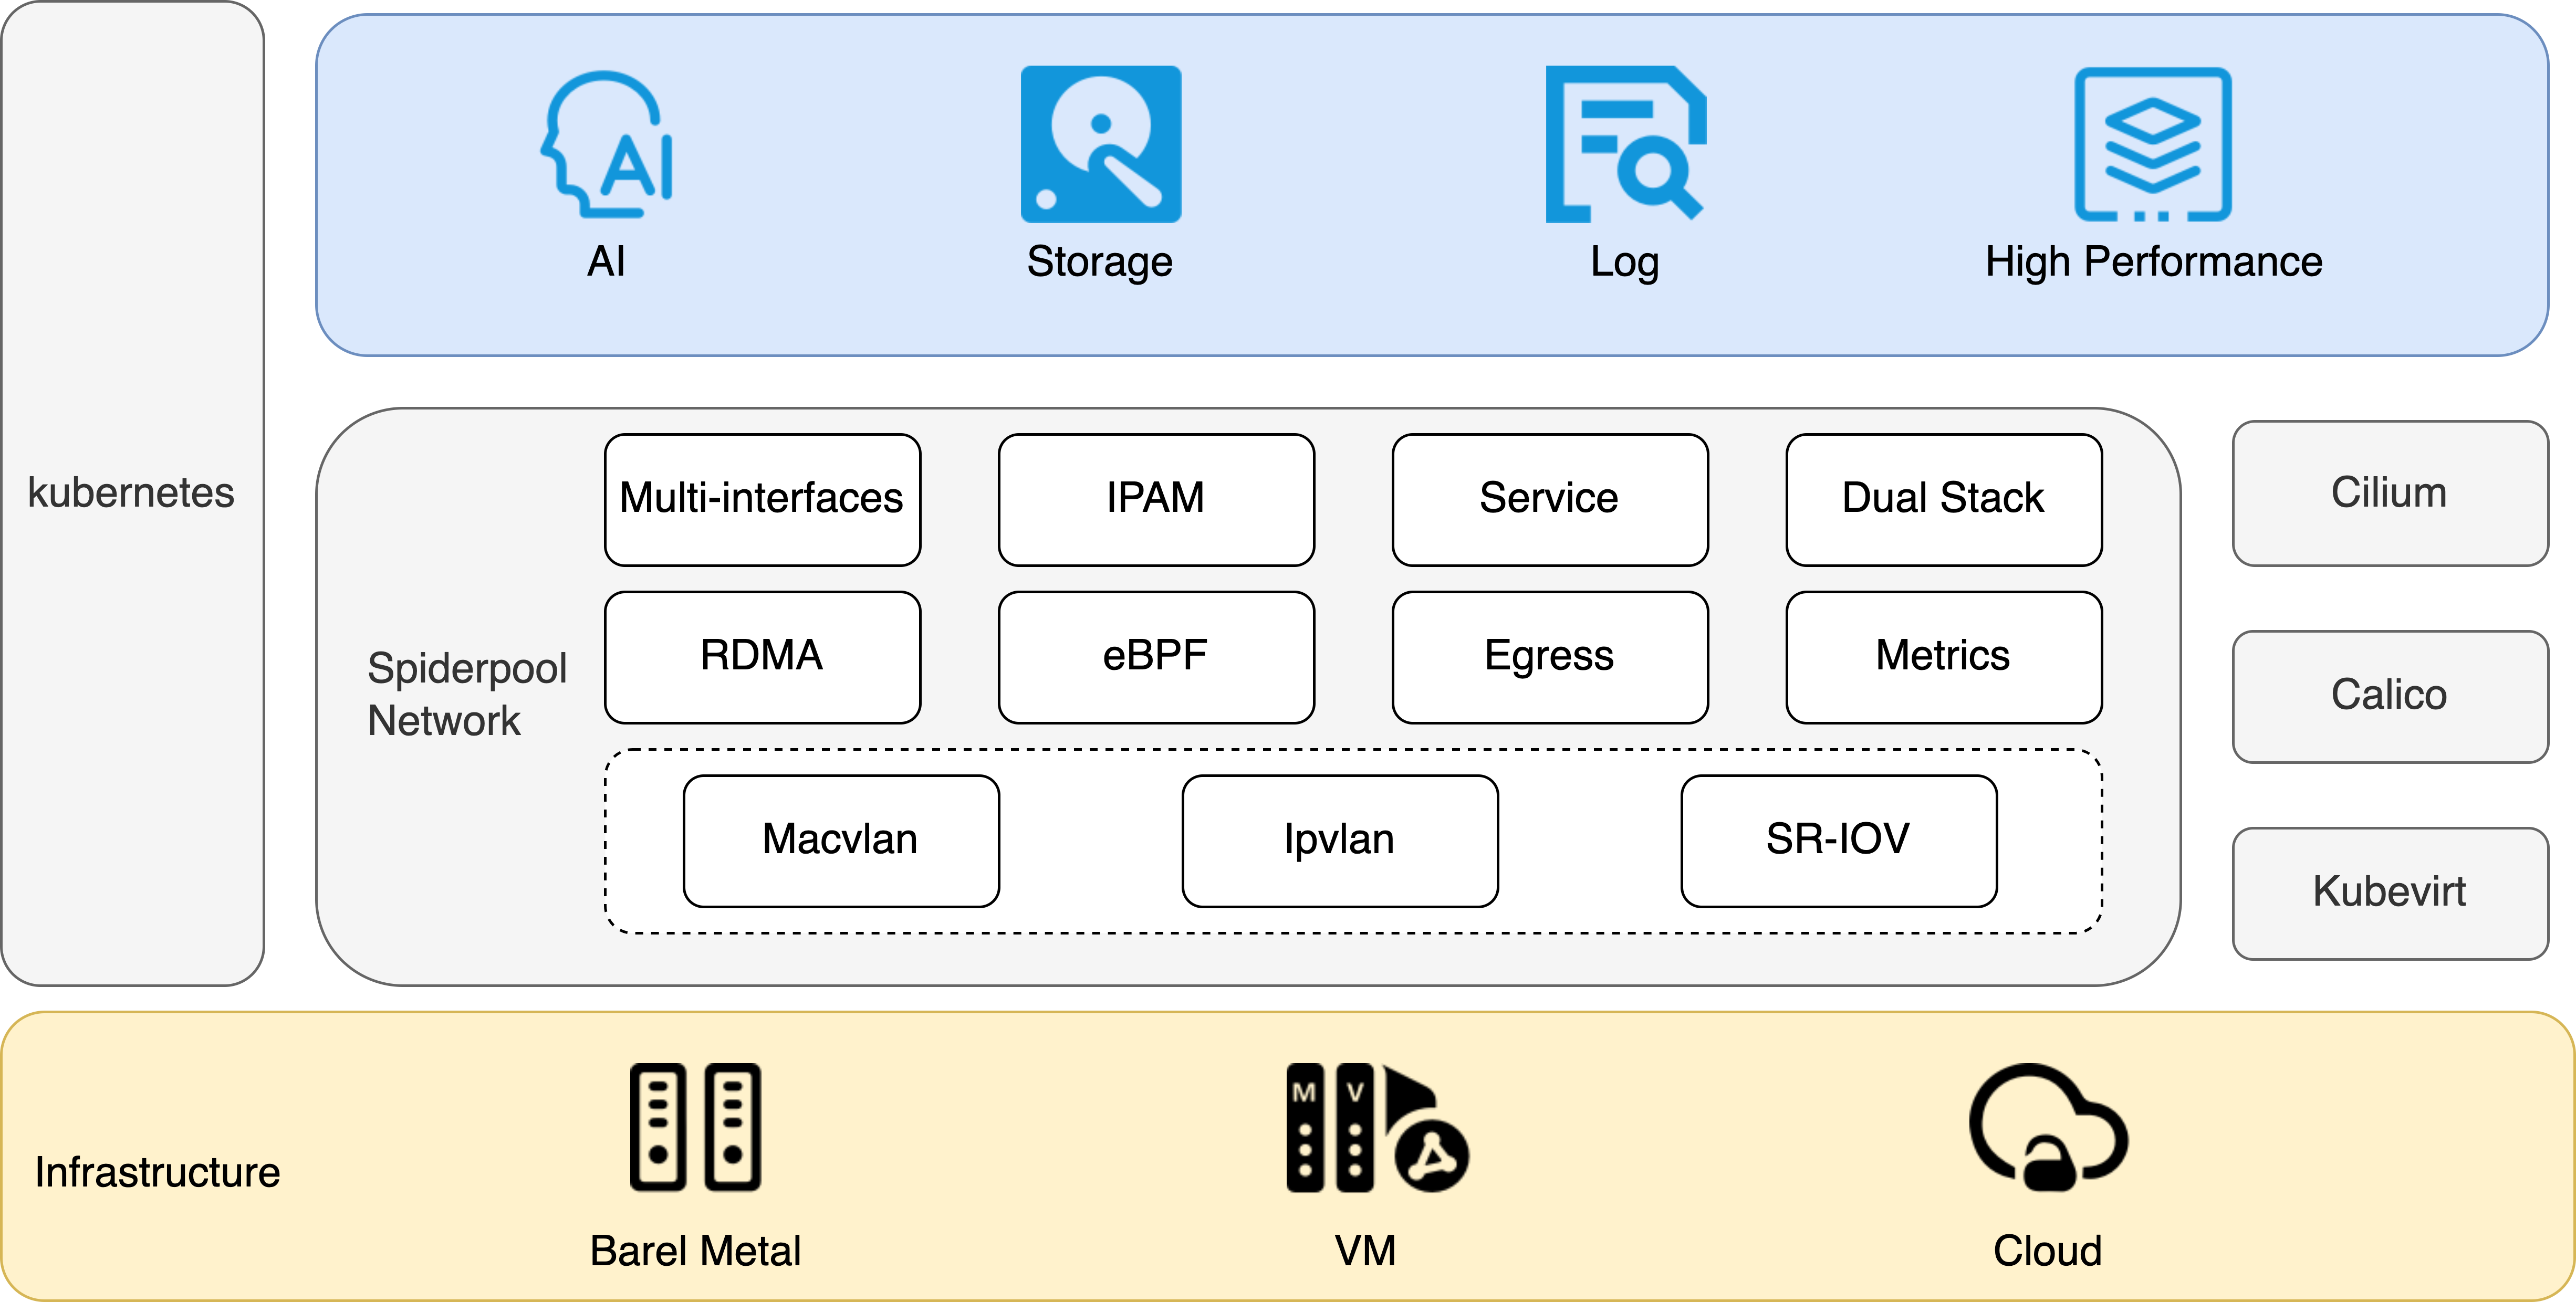 kubernetes
AI
AI
Storage
Log
High Performance
Spiderpool
Network
Multi-interfaces
IPAM
Service
Dual Stack
RDMA
eBPF
Egress
Metrics
Macvlan
Ipvlan
SR-IOV
Cilium
Calico
Kubevirt
Infrastructure
M V
Barel Metal
VM
Cloud